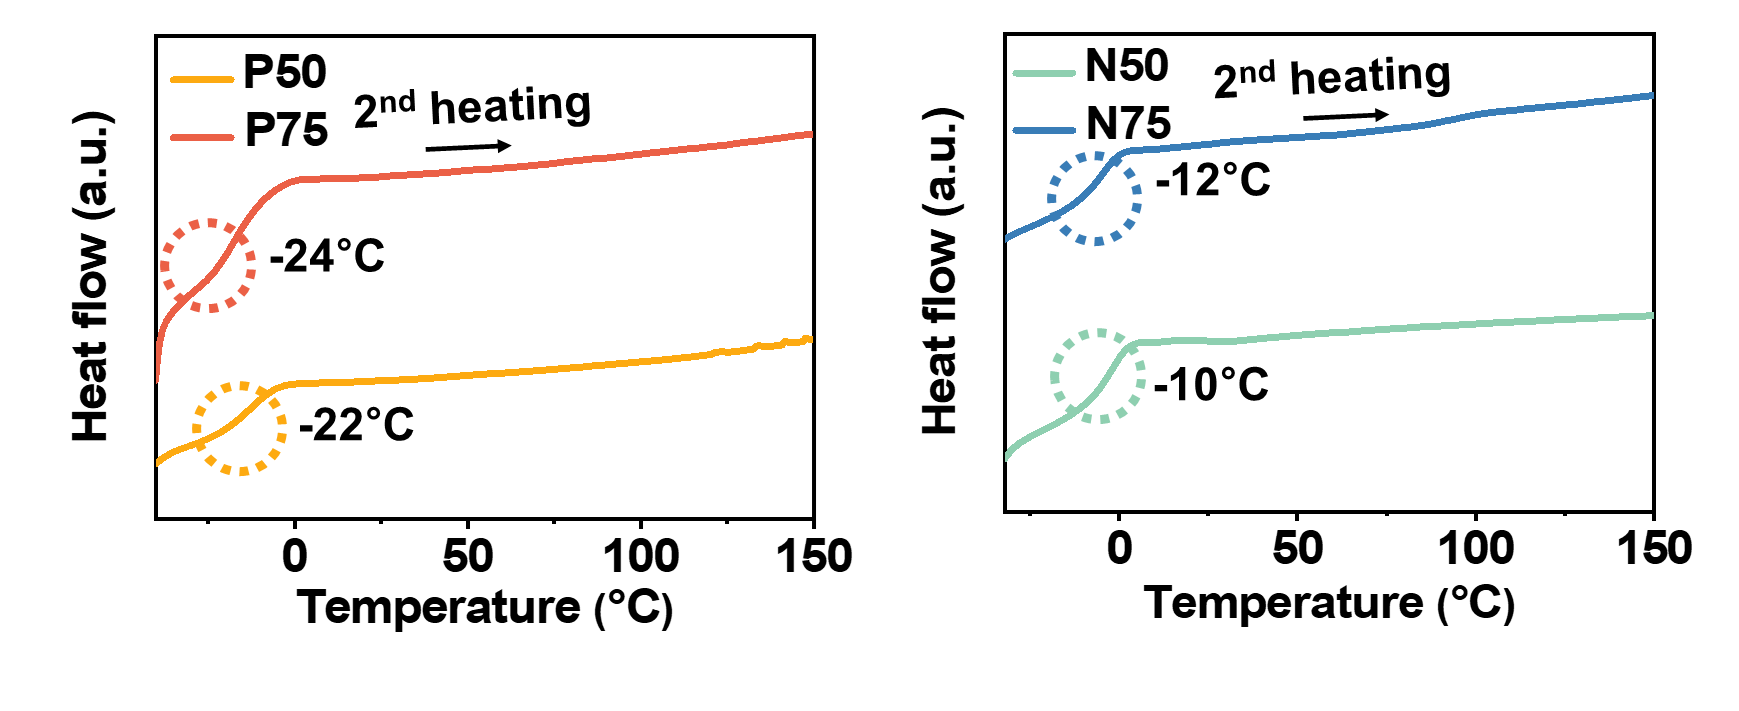 P50
P75
2nd heating
-24°C
-22°C
0 50 100 150
Temperature (°C)
Heat flow (a.u.)
N50
N75
2nd heating
-12°C
-10°C
0 50 100 150
Temperature (°C)
Heat flow (a.u.)